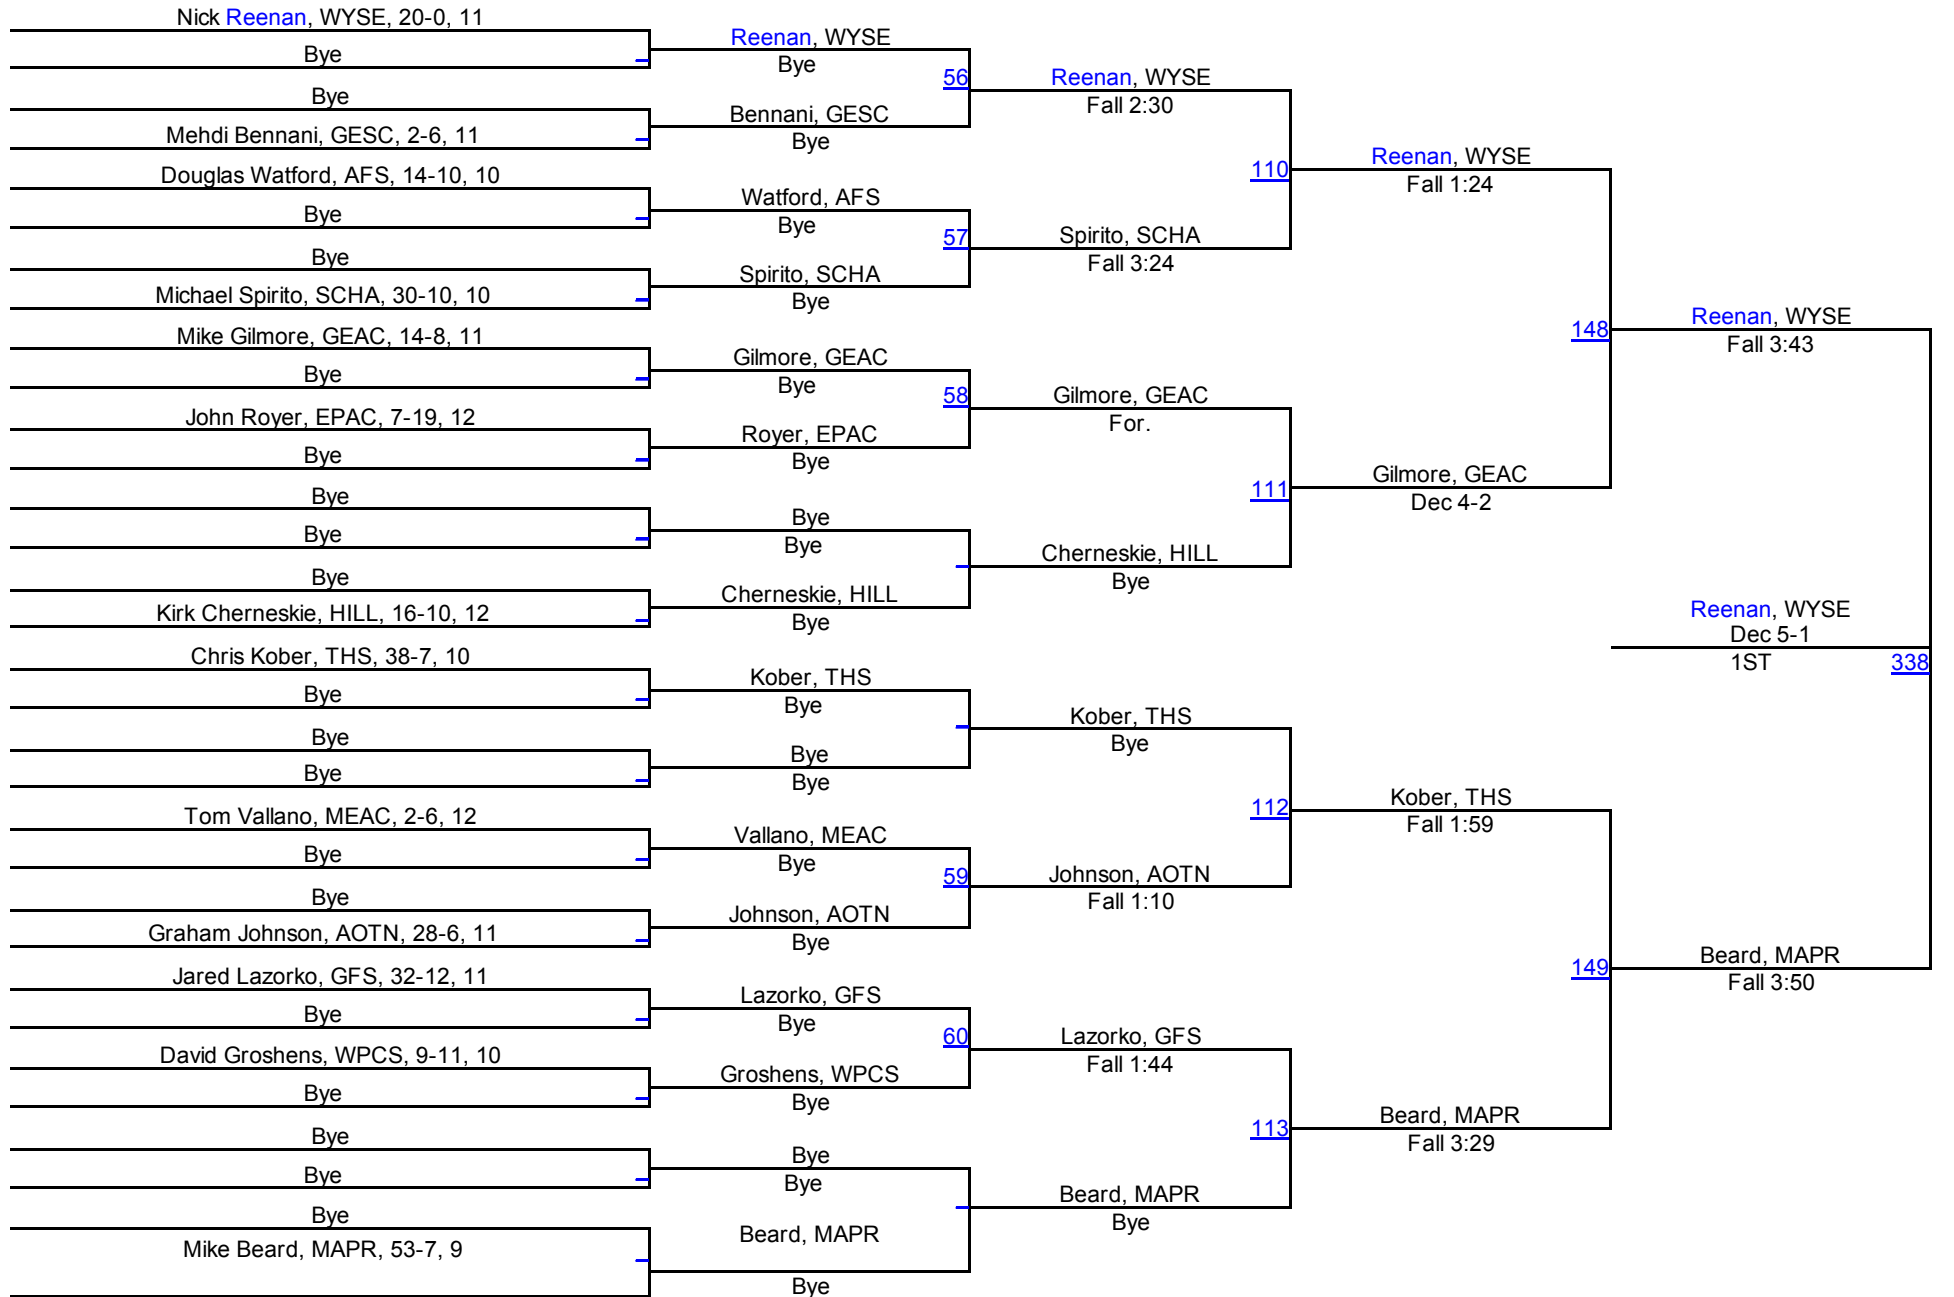 Nick Reenan, WYSE, 20-0, 11
Bye
Bye
Mehdi Bennani, GESC, 2-6, 11
Douglas Watford, AFS, 14-10, 10
Bye
Bye
Michael Spirito, SCHA, 30-10, 10
Mike Gilmore, GEAC, 14-8, 11
Bye
John Royer, EPAC, 7-19, 12
Bye
Bye
Bye
Bye
Kirk Cherneskie, HILL, 16-10, 12
Chris Kober, THS, 38-7, 10
Bye
Bye
Bye
Tom Vallano, MEAC, 2-6, 12
Bye
Bye
Graham Johnson, AOTN, 28-6, 11
Jared Lazorko, GFS, 32-12, 11
Bye
David Groshens, WPCS, 9-11, 10
Bye
Bye
Bye
Bye
Mike Beard, MAPR, 53-7, 9
Reenan, WYSE
Bye
56
Bennani, GESC
Bye
Watford, AFS
Bye
57
Spirito, SCHA
Bye
Gilmore, GEAC
Bye
58
Royer, EPAC
Bye
Bye
Bye
Cherneskie, HILL
Bye
Kober, THS
Bye
Bye
Bye
Vallano, MEAC
Bye
59
Johnson, AOTN
Bye
Lazorko, GFS
Bye
60
Groshens, WPCS
Bye
Bye
Bye
Beard, MAPR
Bye
Reenan, WYSE
Fall 2:30
110
Spirito, SCHA
Fall 3:24
Gilmore, GEAC
For.
111
Cherneskie, HILL
Bye
Kober, THS
Bye
112
Johnson, AOTN
Fall 1:10
Lazorko, GFS
Fall 1:44
113
Beard, MAPR
Bye
Reenan, WYSE
Fall 1:24
148
Gilmore, GEAC
Dec 4-2
Kober, THS
Fall 1:59
149
Beard, MAPR
Fall 3:29
Reenan, WYSE
Fall 3:43
Reenan, WYSE
Dec 5-1
1ST
338
Beard, MAPR
Fall 3:50